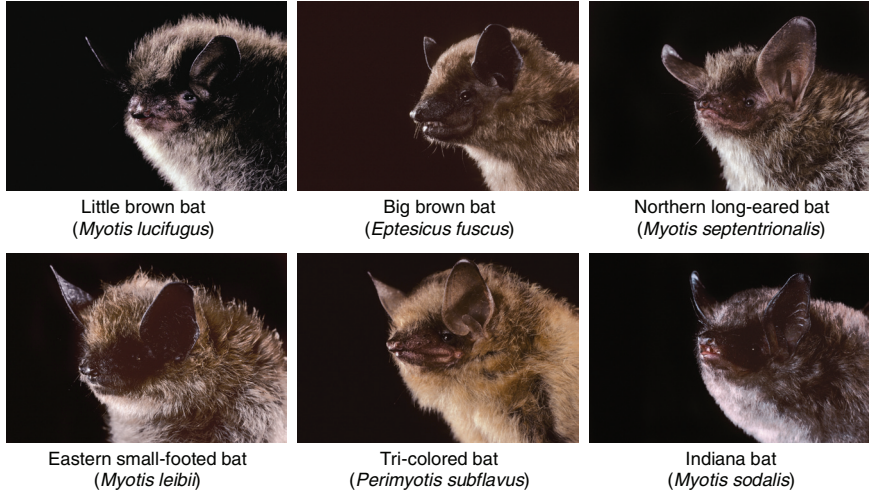 Little brown bat
(Myotis lucifugus)
Big brown bat
(Eptesicus fuscus)
Northern long-eared bat
(Myotis septentrionalis)
Eastern small-footed bat
(Myotis leibii)
Tri-colored bat
(Perimyotis subflavus)
Indiana bat
(Myotis sodalis)